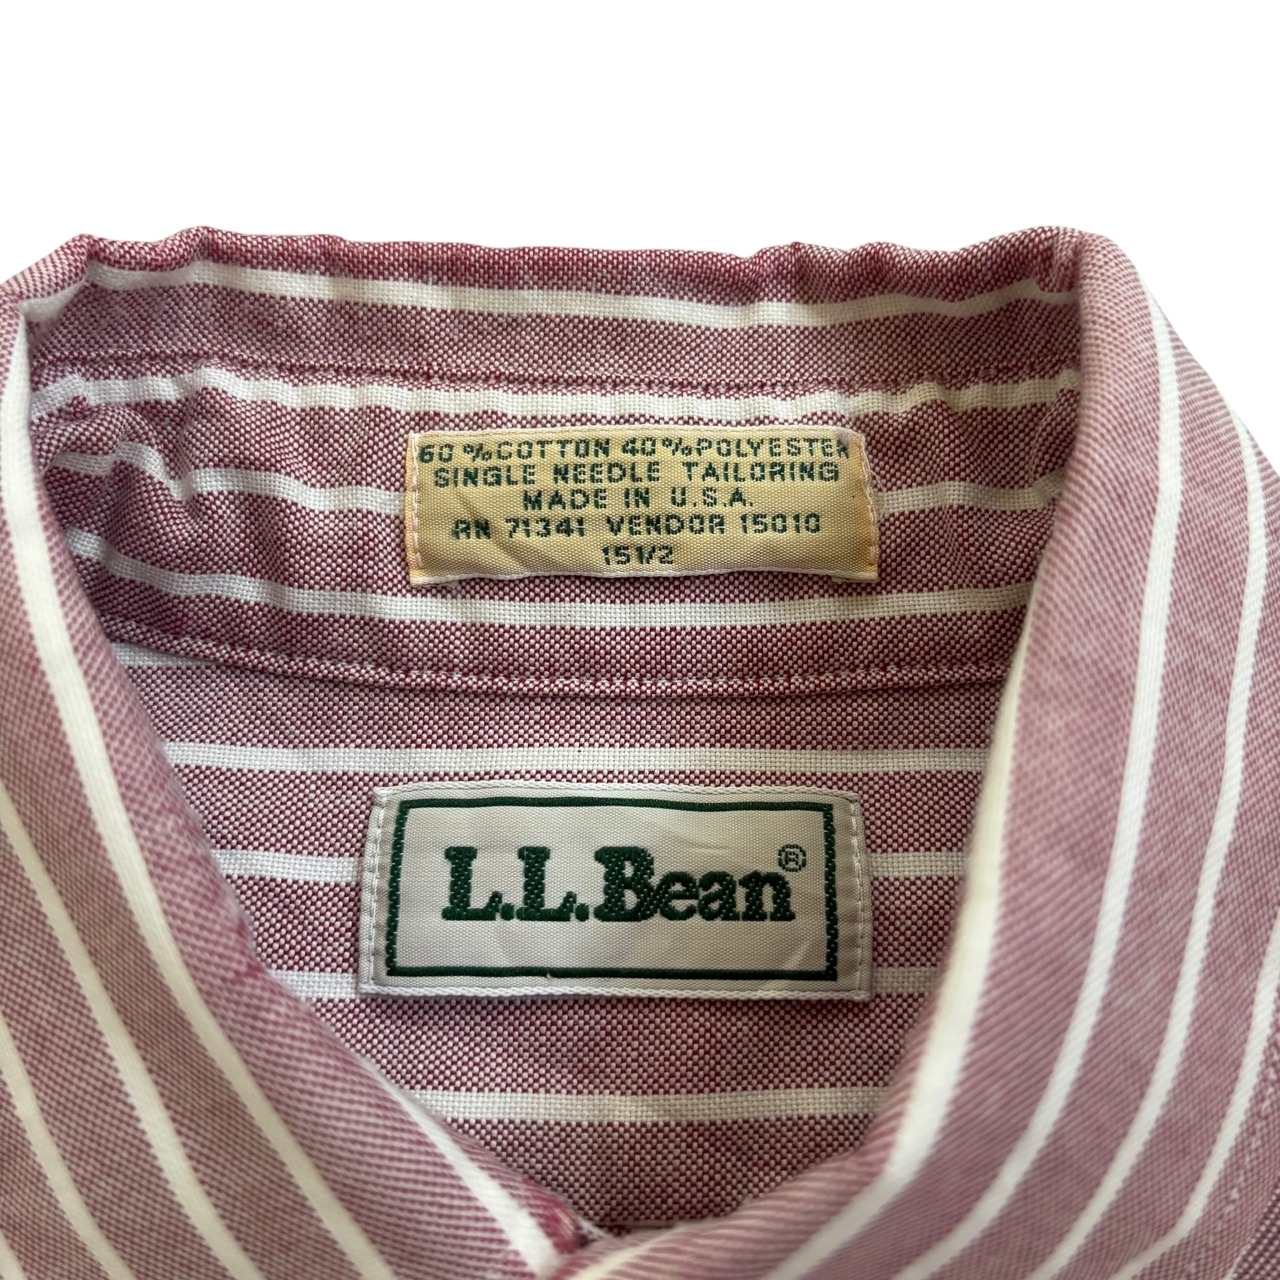 60 % COTTON 40% POLYESTER
SINGLE NEEDLE TAILORING
MADE IN U.S.A.
RN 71341 VENDOR 15010
15 1/2
L.L.Bean®